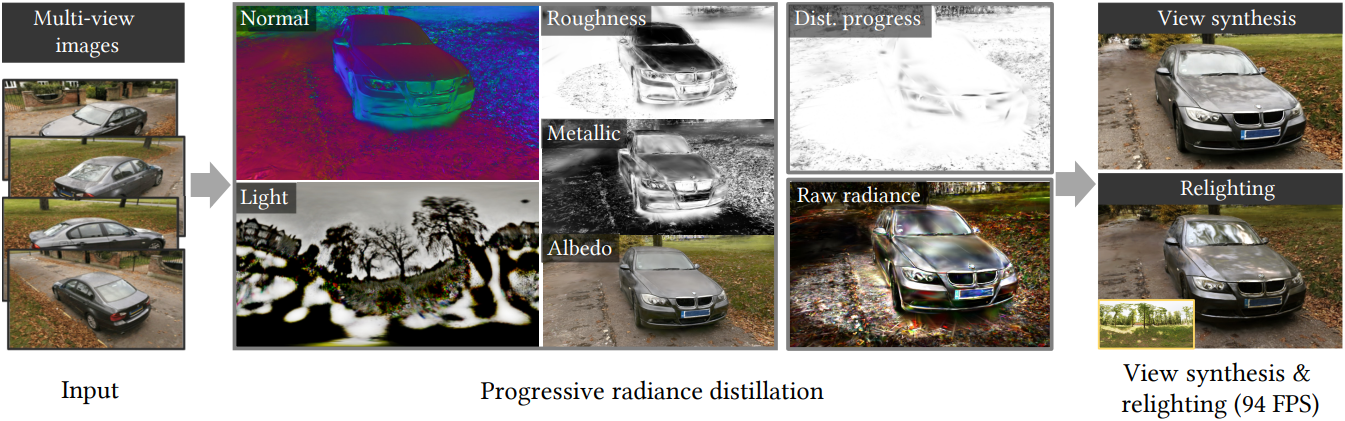 Multi-view
images
Normal
Light
Roughness
Metallic
Albedo
Dist. progress
Raw radiance
View synthesis
Relighting
Input
Progressive radiance distillation
View synthesis &
relighting (94 FPS)